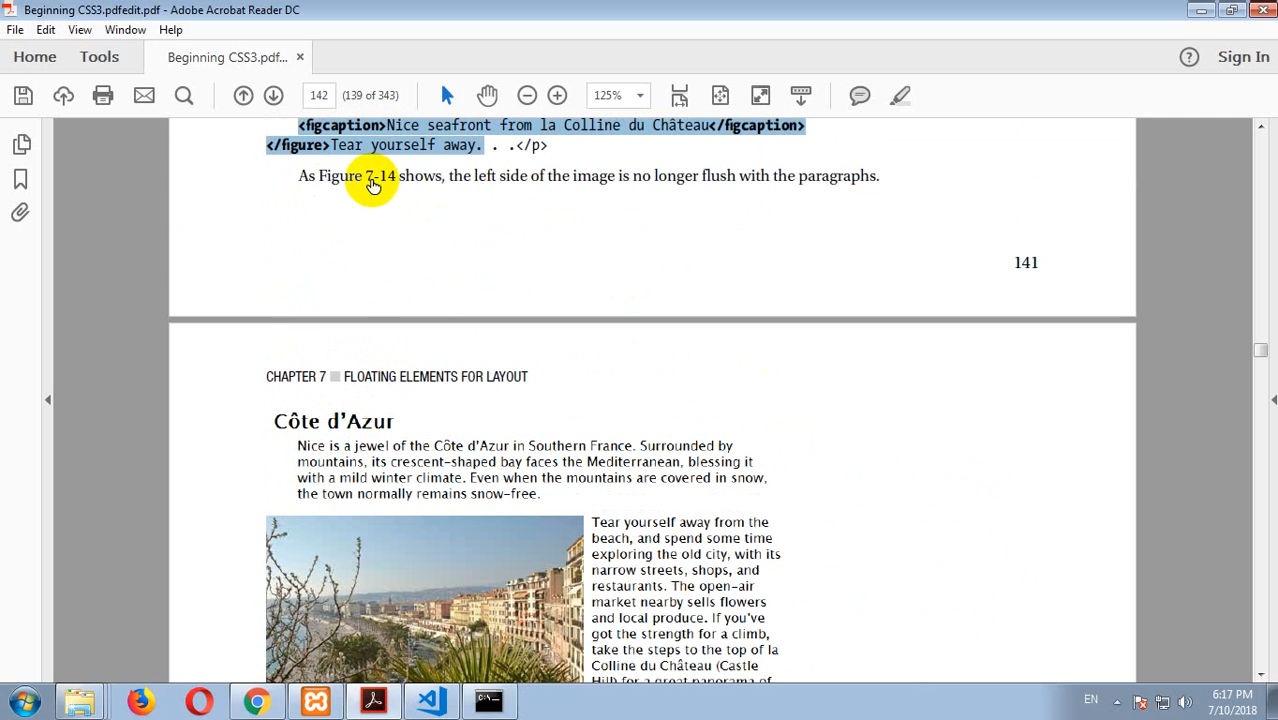 Beginning CSS3.pdfedit.pdf - Adobe Acrobat Reader DC
File Edit View Window Help
Home Tools Beginning CSS3.pdf... × ? Sign In
142 (139 of 343) 125%
<figcaption>Nice seafront from la Colline du Château</figcaption>
</figure>Tear yourself away. . .</p>
As Figure 7-14 shows, the left side of the image is no longer flush with the paragraphs.
141
CHAPTER 7 FLOATING ELEMENTS FOR LAYOUT
Côte d’Azur
Nice is a jewel of the Côte d’Azur in Southern France. Surrounded by
mountains, its crescent-shaped bay faces the Mediterranean, blessing it
with a mild winter climate. Even when the mountains are covered in snow,
the town normally remains snow-free.
Tear yourself away from the
beach, and spend some time
exploring the old city, with its
narrow streets, shops, and
restaurants. The open-air
market nearby sells flowers
and local produce. If you’ve
got the strength for a climb,
take the steps to the top of la
Colline du Château (Castle
Hill) for a great panorama of
EN 6:17 PM
7/10/2018